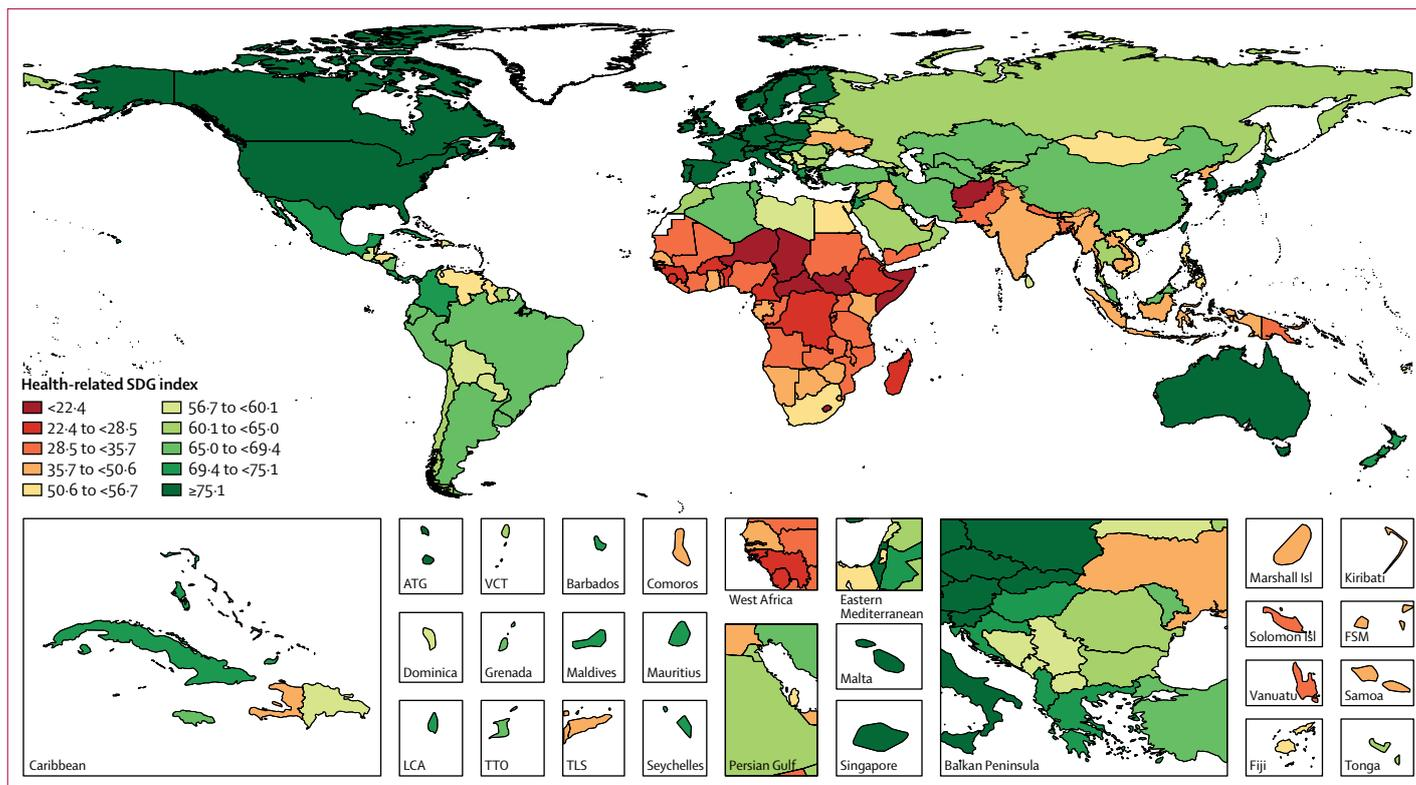 Health-related SDG index
<22·4
22·4 to <28·5
28·5 to <35·7
35·7 to <50·6
50·6 to <56·7
56·7 to <60·1
60·1 to <65·0
65·0 to <69·4
69·4 to <75·1
≥75·1
Caribbean
ATG
VCT
Barbados
Comoros
Dominica
Grenada
Maldives
Mauritius
LCA
TTO
TLS
Seychelles
West Africa
Eastern
Mediterranean
Persian Gulf
Malta
Singapore
Balkan Peninsula
Marshall Isl
Kiribati
Solomon Isl
FSM
Vanuatu
Samoa
Fiji
Tonga